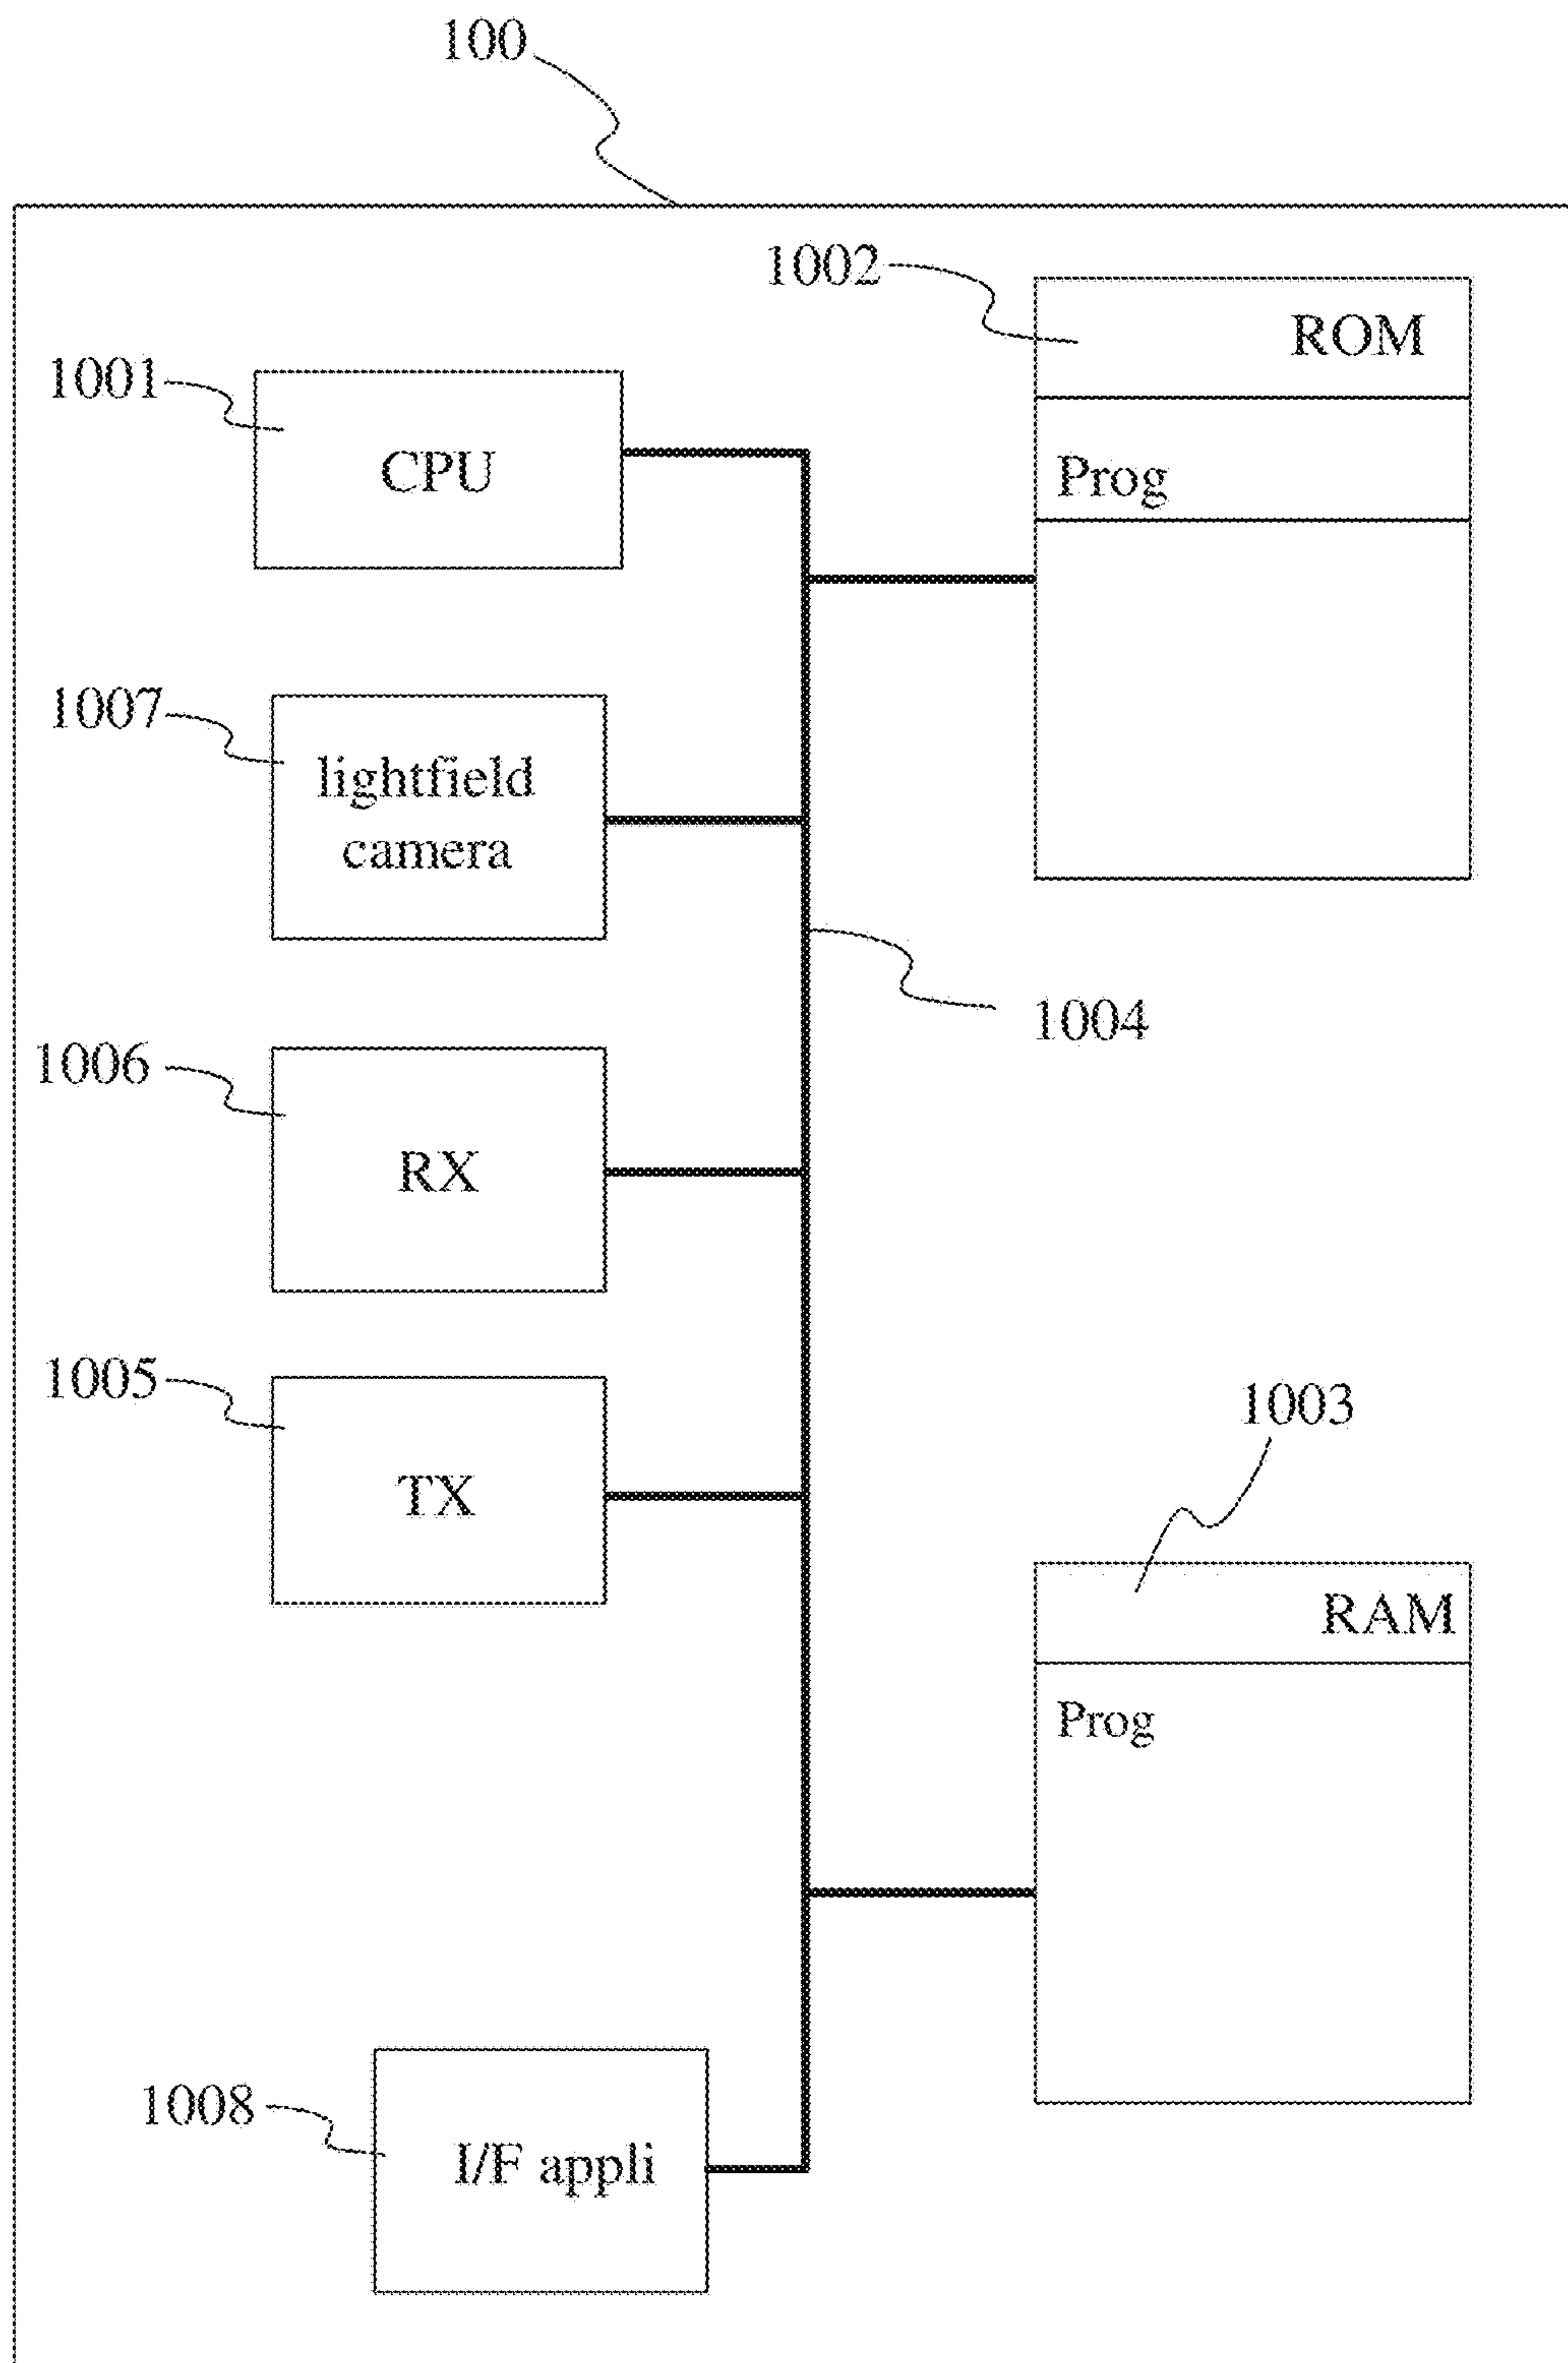 100
1002
ROM
1001
CPU
Prog
1007
lightfield
camera
1004
1006
RX
1005
TX
1003
RAM
Prog
1008
I/F appli